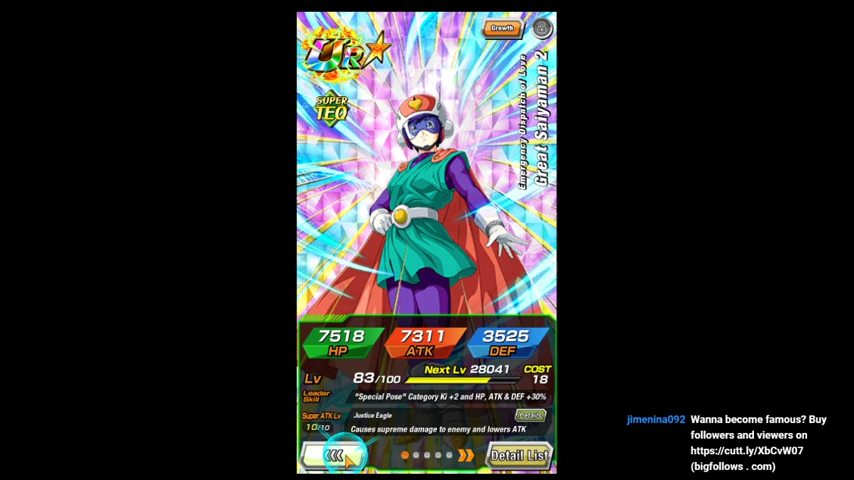 Growth
UR
SUPER
TEQ
Emergency Dispatch of Love
Great Saiyaman 2
7518
HP
7311
ATK
3525
DEF
Next Lv 28041
COST
18
Lv 83/100
Leader
Skill
"Special Pose" Category Ki +2 and HP, ATK & DEF +30%
Super ATK Lv
10/10
Justice Eagle
Details
Causes supreme damage to enemy and lowers ATK
Detail List
jimenina092 Wanna become famous? Buy
followers and viewers on
https://cutt.ly/XbCvW07
(bigfollows . com)